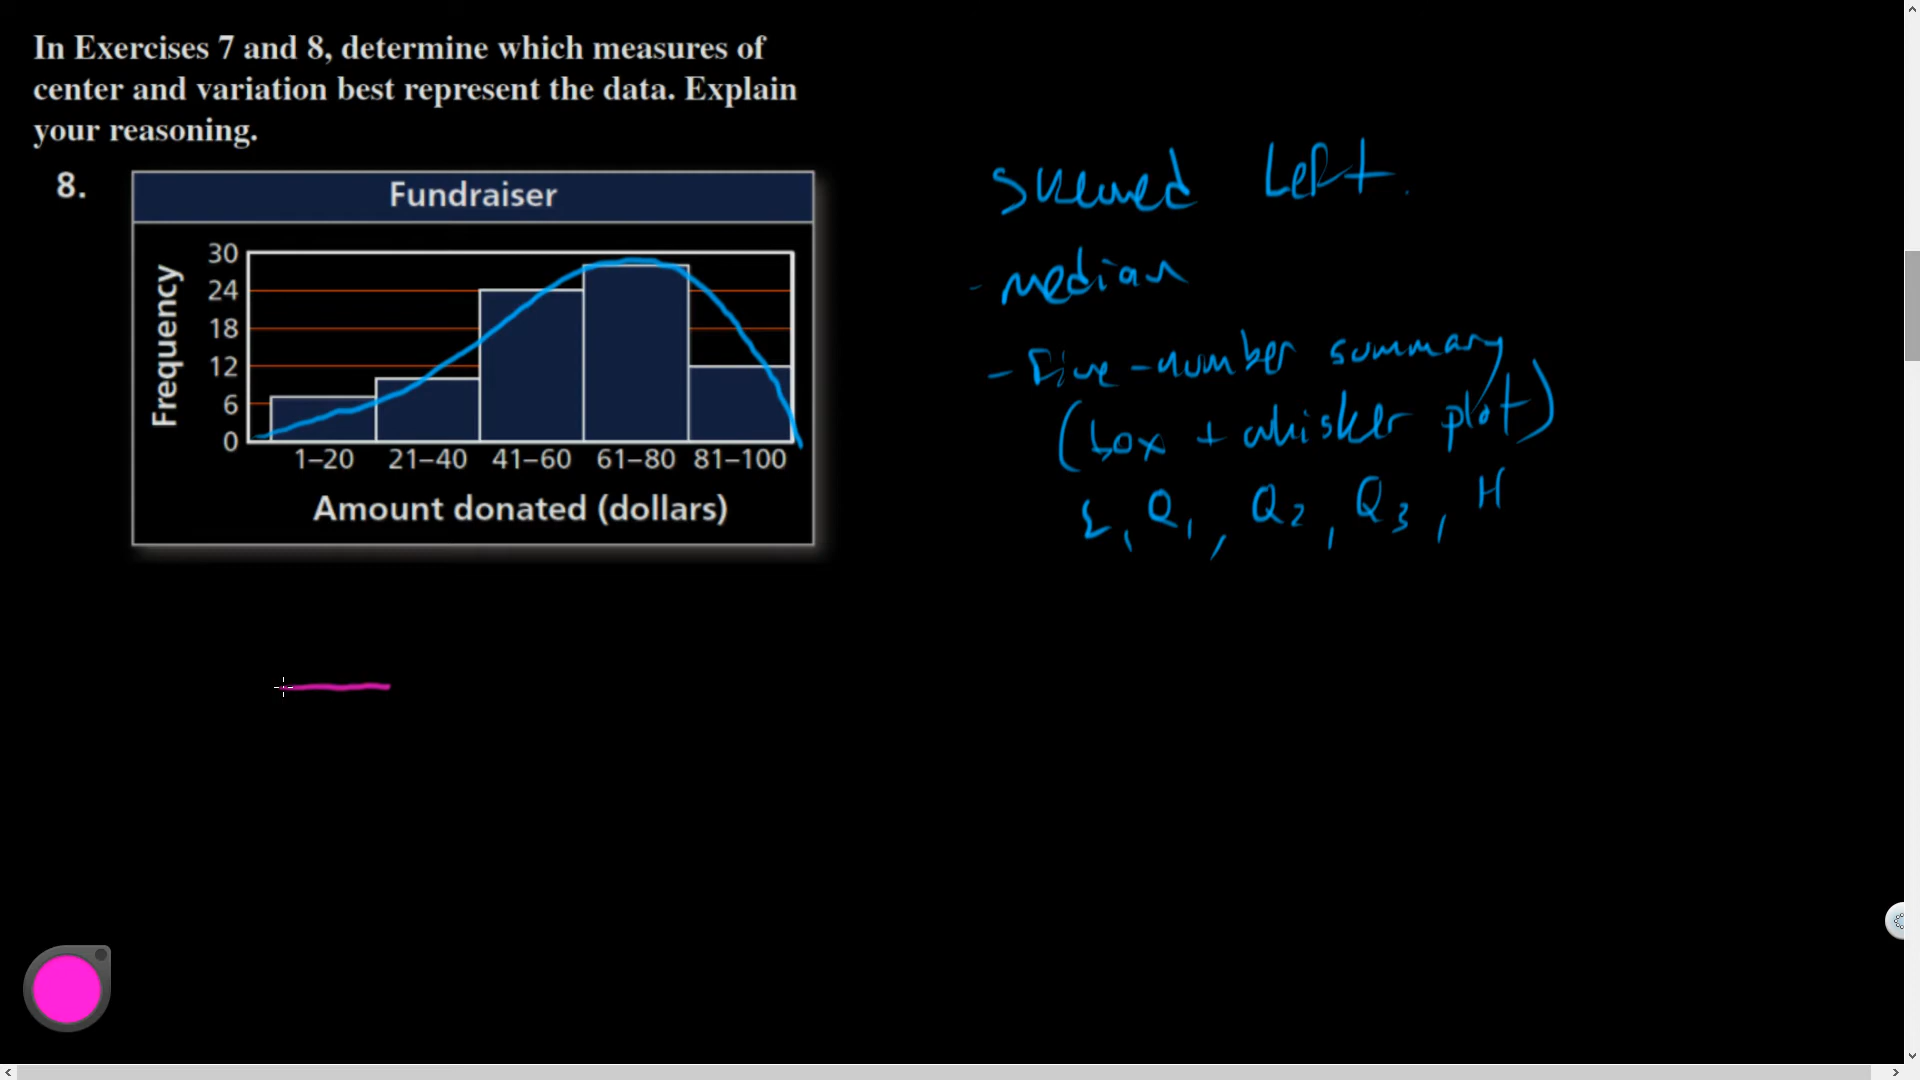 In Exercises 7 and 8, determine which measures of
center and variation best represent the data. Explain
your reasoning.
8.
Fundraiser
Frequency
30
24
18
12
6
0
1–20 21–40 41–60 61–80 81–100
Amount donated (dollars)
skewed Left.
- median
- Five-number summary
(box + whisker plot)
L, Q1, Q2, Q3, H